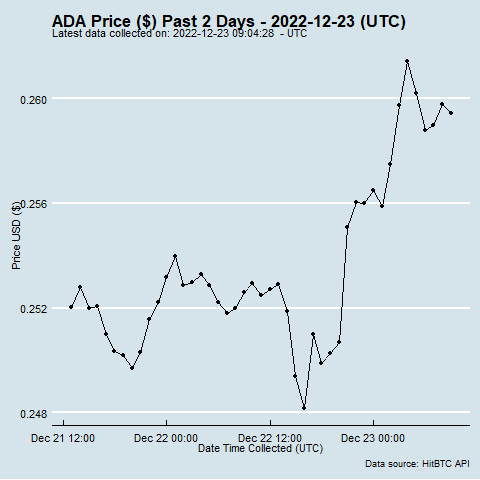 ADA Price ($) Past 2 Days - 2022-12-23 (UTC)
Latest data collected on: 2022-12-23 09:04:28 - UTC
0.260
0.256
0.252
0.248
Price USD ($)
Dec 21 12:00 Dec 22 00:00 Dec 22 12:00 Dec 23 00:00
Date Time Collected (UTC)
Data source: HitBTC API